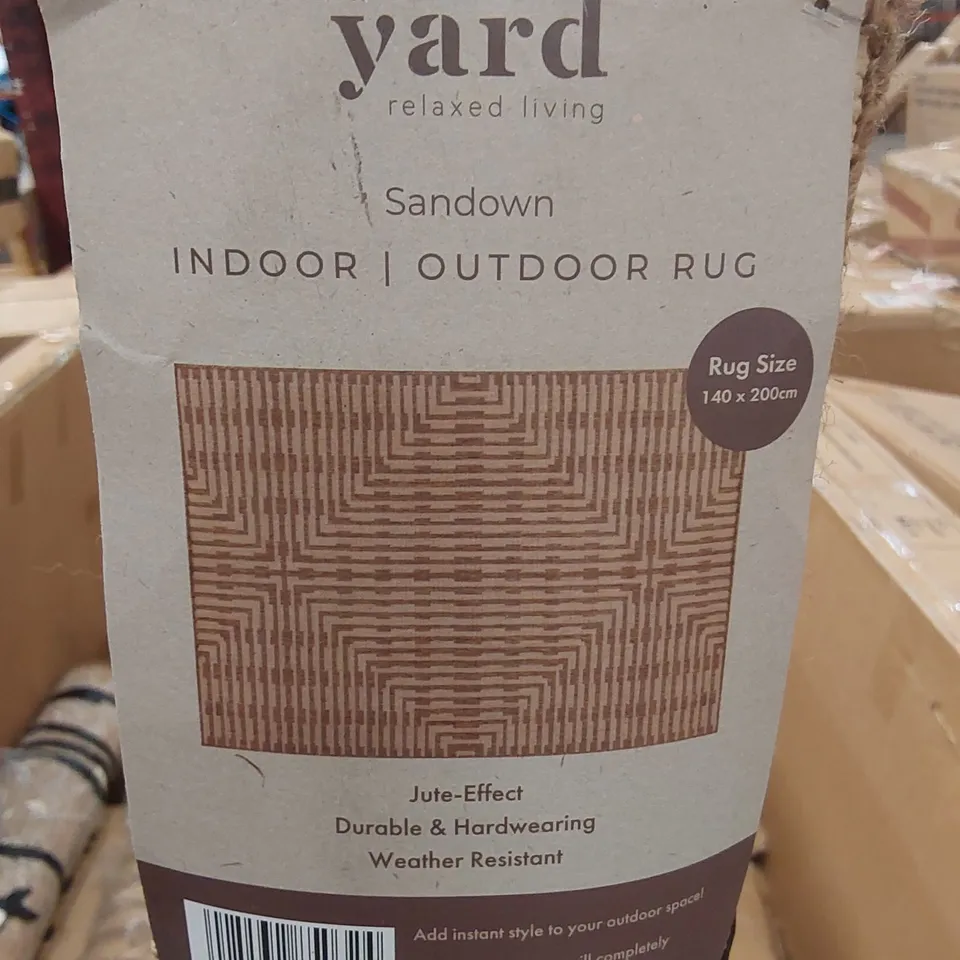 yard
relaxed living
Sandown
INDOOR | OUTDOOR RUG
Rug Size
140 x 200cm
Jute-Effect
Durable & Hardwearing
Weather Resistant
Add instant style to your outdoor space!
completely